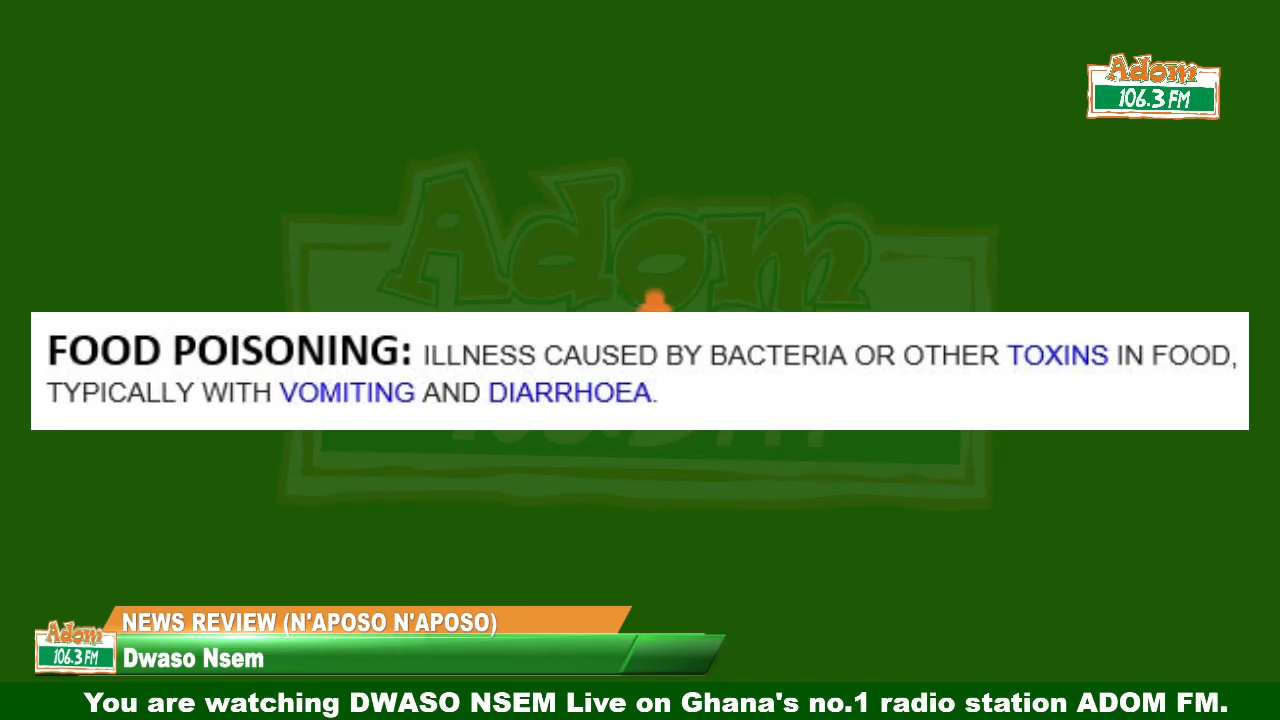 Adom
106.3 FM
Adom
FOOD POISONING: ILLNESS CAUSED BY BACTERIA OR OTHER TOXINS IN FOOD,
TYPICALLY WITH VOMITING AND DIARRHOEA.
NEWS REVIEW (N'APOSO N'APOSO)
Adom
106.3 FM
Dwaso Nsem
You are watching DWASO NSEM Live on Ghana's no.1 radio station ADOM FM.